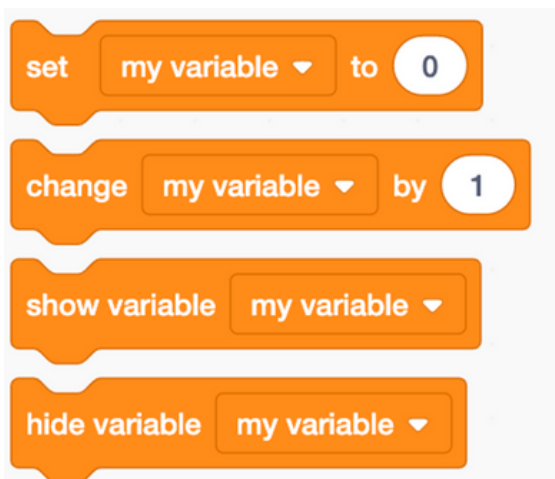 set my variable to 0
change my variable by 1
show variable my variable
hide variable my variable